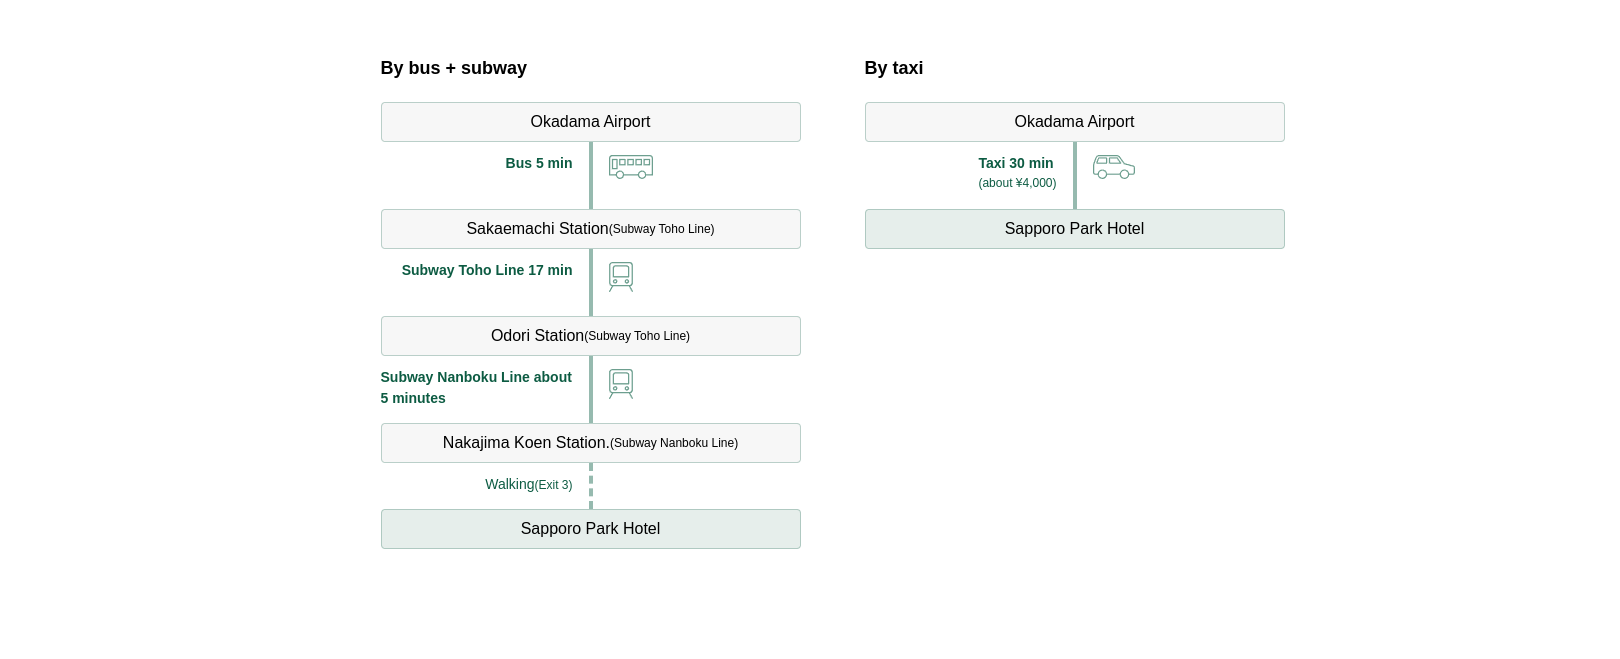 By bus + subway
Okadama Airport
Bus 5 min
Sakaemachi Station(Subway Toho Line)
Subway Toho Line 17 min
Odori Station(Subway Toho Line)
Subway Nanboku Line about
5 minutes
Nakajima Koen Station.(Subway Nanboku Line)
Walking(Exit 3)
Sapporo Park Hotel
By taxi
Okadama Airport
Taxi 30 min
(about ¥4,000)
Sapporo Park Hotel